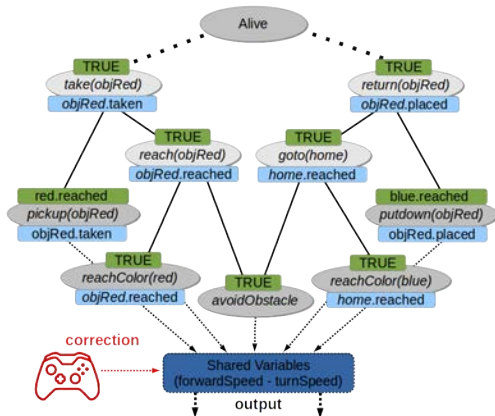 Alive
TRUE
take(objRed)
objRed.taken
TRUE
return(objRed)
objRed.placed
TRUE
reach(objRed)
objRed.reached
TRUE
goto(home)
home.reached
red.reached
pickup(objRed)
objRed.taken
blue.reached
putdown(objRed)
objRed.placed
TRUE
reachColor(red)
objRed.reached
TRUE
avoidObstacle
TRUE
reachColor(blue)
home.reached
correction
Shared Variables
(forwardSpeed - turnSpeed)
output